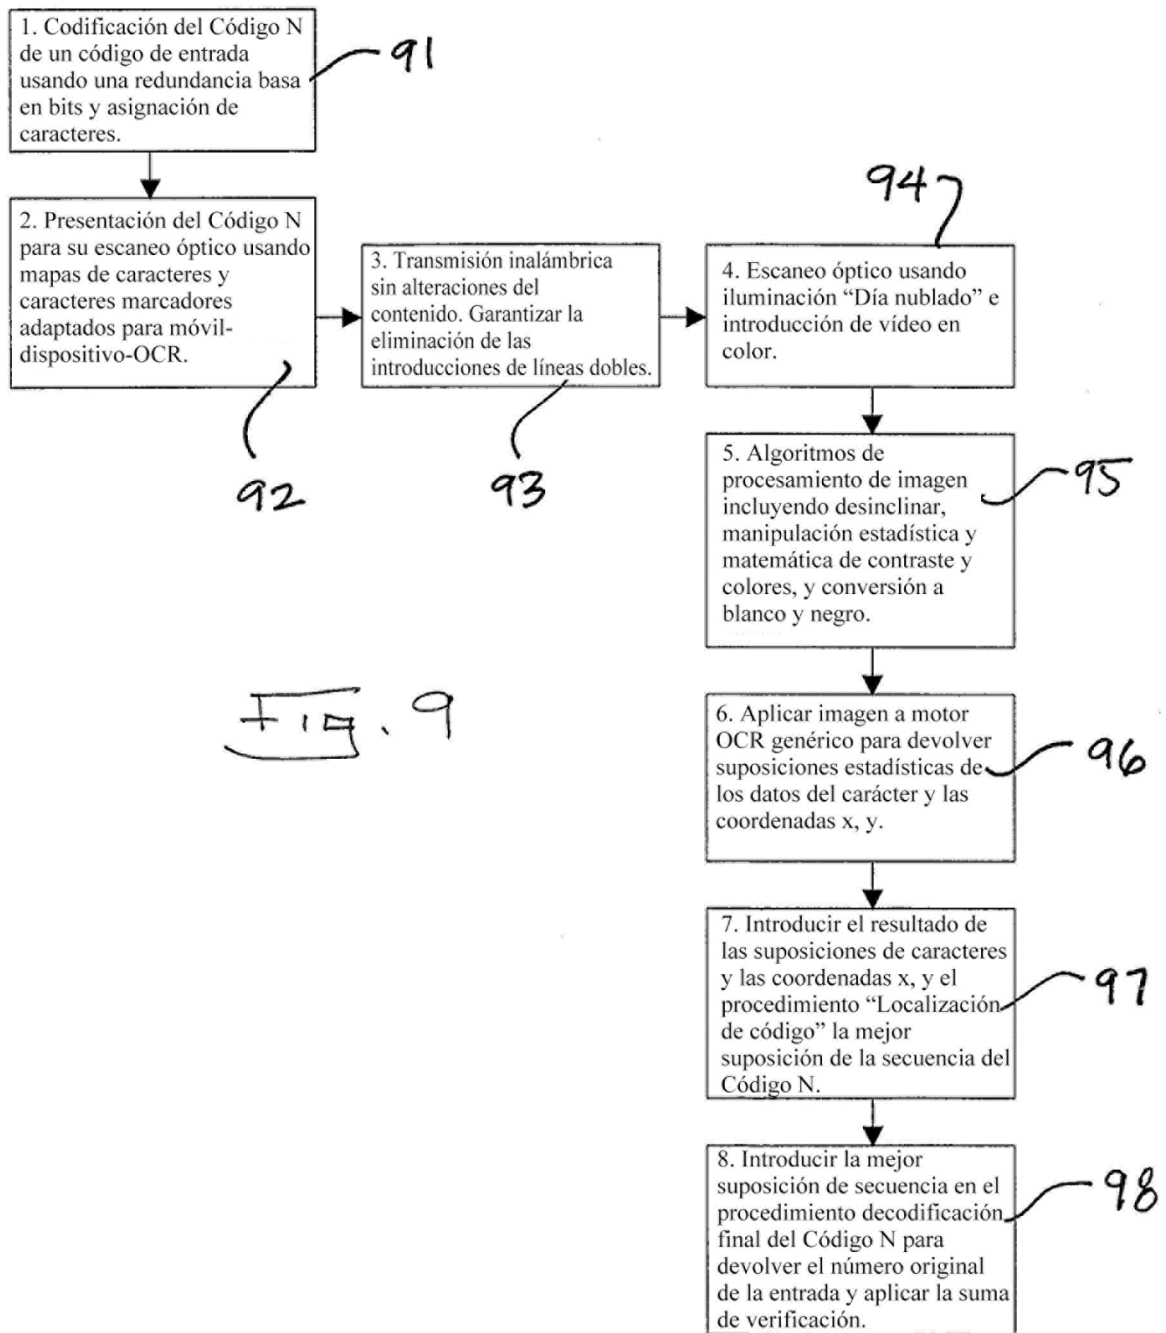 1. Codificación del Código N
de un código de entrada
usando una redundancia basa
en bits y asignación de
caracteres.
91
2. Presentación del Código N
para su escaneo óptico usando
mapas de caracteres y
caracteres marcadores
adaptados para móvil-
dispositivo-OCR.
92
3. Transmisión inalámbrica
sin alteraciones del
contenido. Garantizar la
eliminación de las
introducciones de líneas dobles.
93
94
4. Escaneo óptico usando
iluminación “Día nublado” e
introducción de vídeo en
color.
5. Algoritmos de
procesamiento de imagen
incluyendo desinclinar,
manipulación estadística y
matemática de contraste y
colores, y conversión a
blanco y negro.
95
Fig. 9
6. Aplicar imagen a motor
OCR genérico para devolver
suposiciones estadísticas de
los datos del carácter y las
coordenadas x, y.
96
7. Introducir el resultado de
las suposiciones de caracteres
y las coordenadas x, y el
procedimiento “Localización
de código” la mejor
suposición de la secuencia del
Código N.
97
8. Introducir la mejor
suposición de secuencia en el
procedimiento decodificación
final del Código N para
devolver el número original
de la entrada y aplicar la suma
de verificación.
98